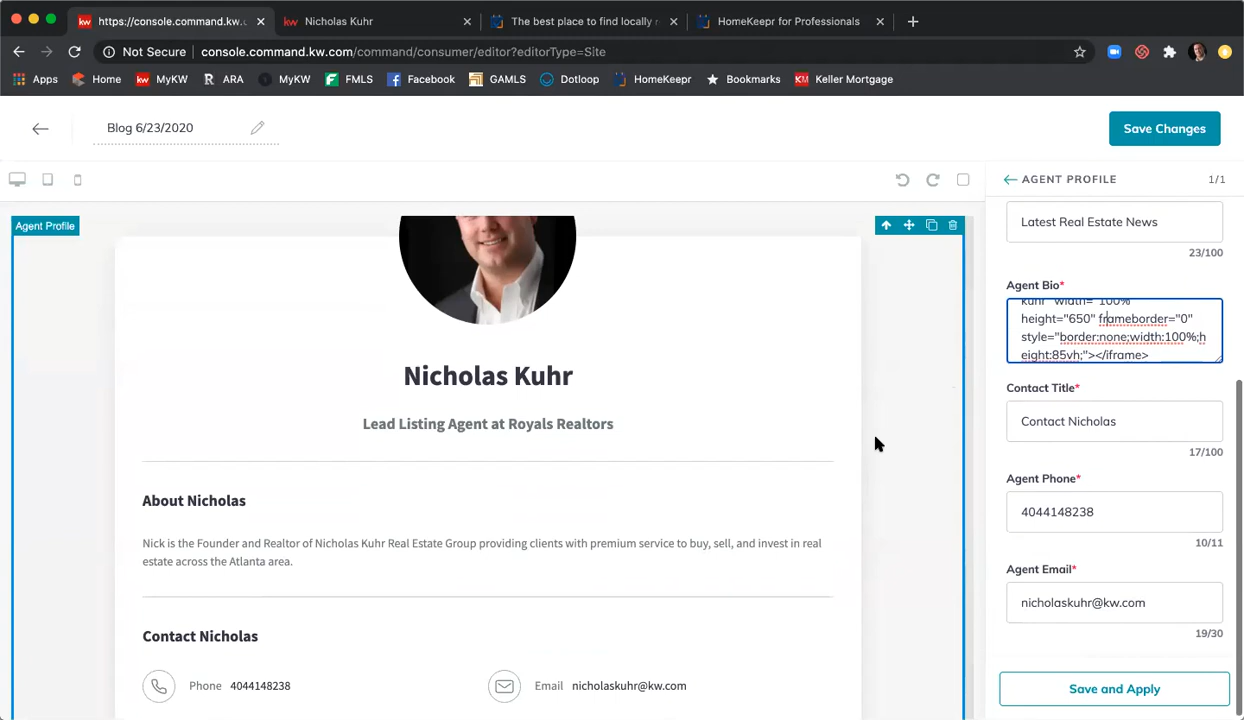 https://console.command.kw.c
kw Nicholas Kuhr
The best place to find locally r
HomeKeepr for Professionals
Not Secure
console.command.kw.com/command/consumer/editor?editorType=Site
Apps
Home
kw MyKW
R ARA
MyKW
F FMLS
Facebook
GAMLS
Dotloop
HomeKeepr
Bookmarks
KM Keller Mortgage
Blog 6/23/2020
Save Changes
AGENT PROFILE
1/1
Agent Profile
Nicholas Kuhr
Lead Listing Agent at Royals Realtors
About Nicholas
Nick is the Founder and Realtor of Nicholas Kuhr Real Estate Group providing clients with premium service to buy, sell, and invest in real
estate across the Atlanta area.
Contact Nicholas
Phone 4044148238
Email nicholaskuhr@kw.com
Latest Real Estate News
23/100
Agent Bio*
kuhr" width="100%"
height="650" frameborder="0"
style="border:none;width:100%;h
eight:85vh;"></iframe>
Contact Title*
Contact Nicholas
17/100
Agent Phone*
4044148238
10/11
Agent Email*
nicholaskuhr@kw.com
19/30
Save and Apply